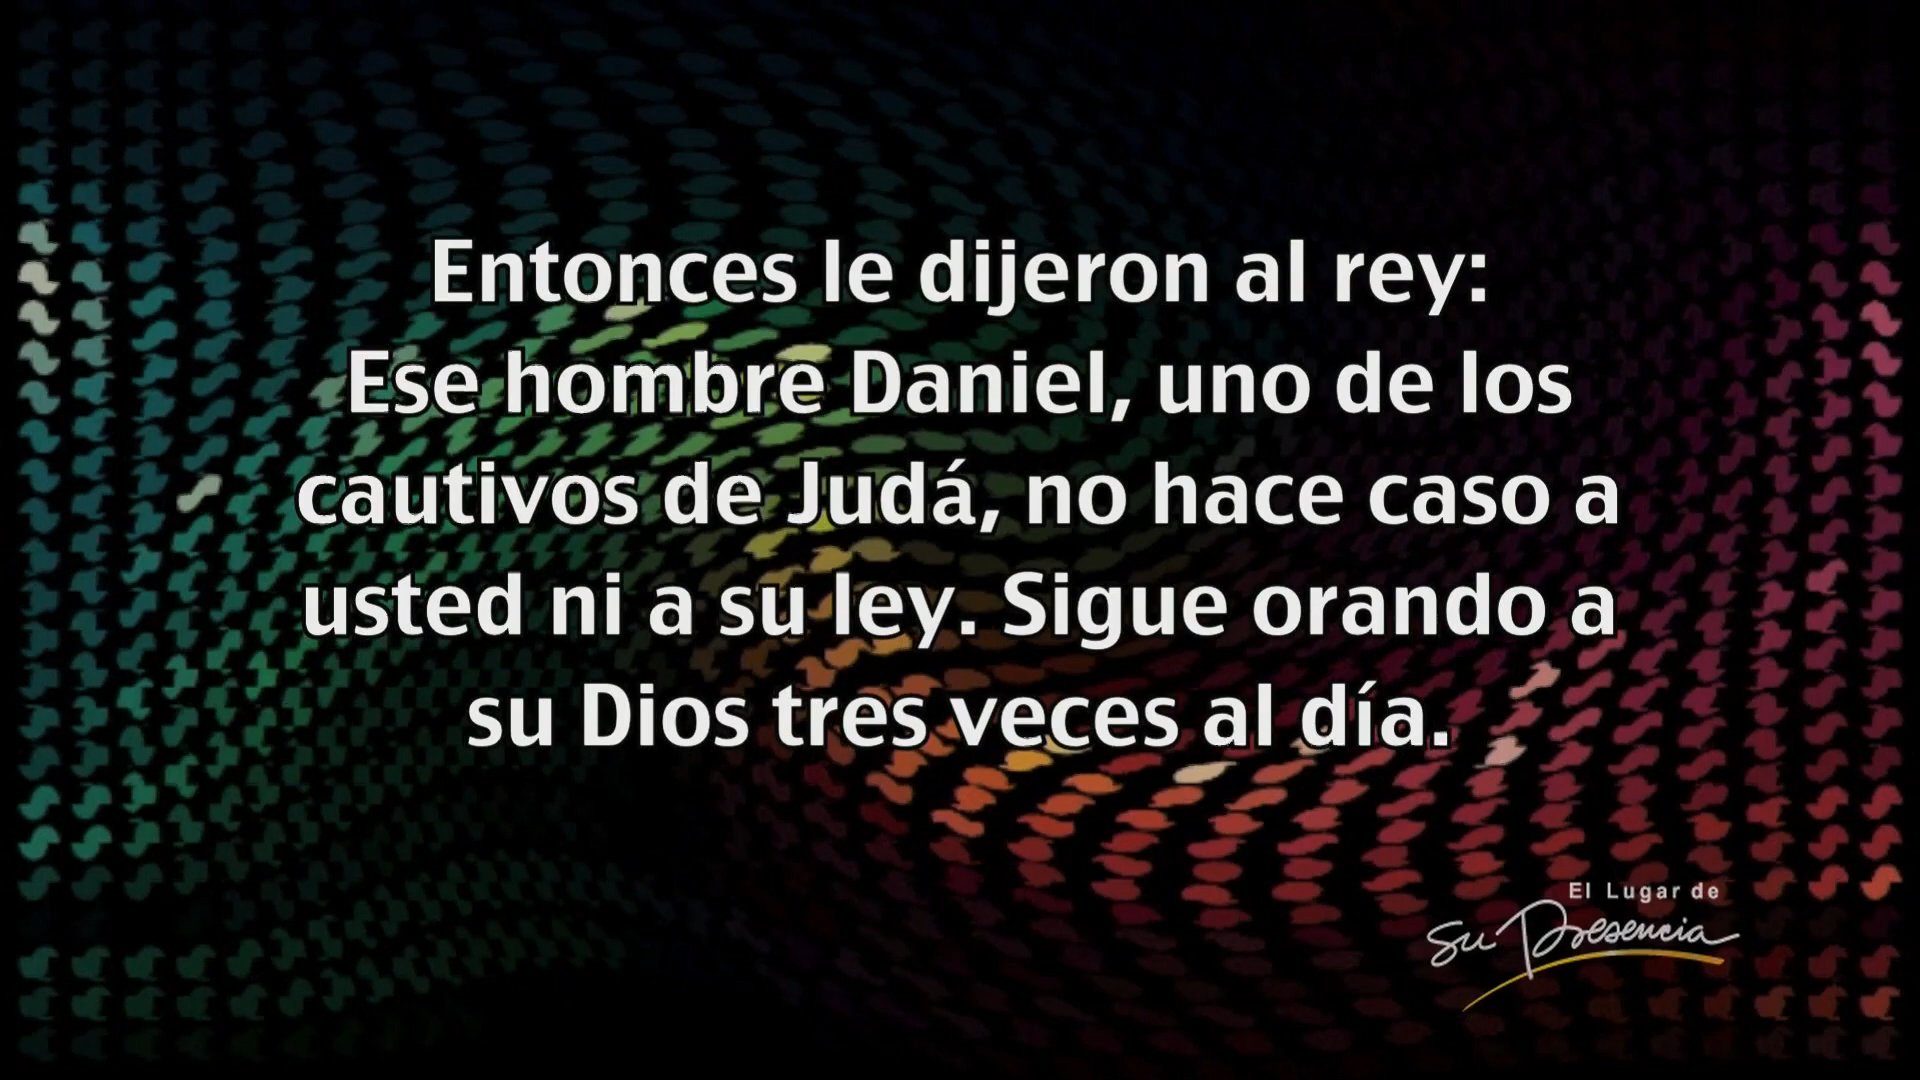 Entonces le dijeron al rey:
Ese hombre Daniel, uno de los
cautivos de Judá, no hace caso a
usted ni a su ley. Sigue orando a
su Dios tres veces al día.
El Lugar de
Su Presencia